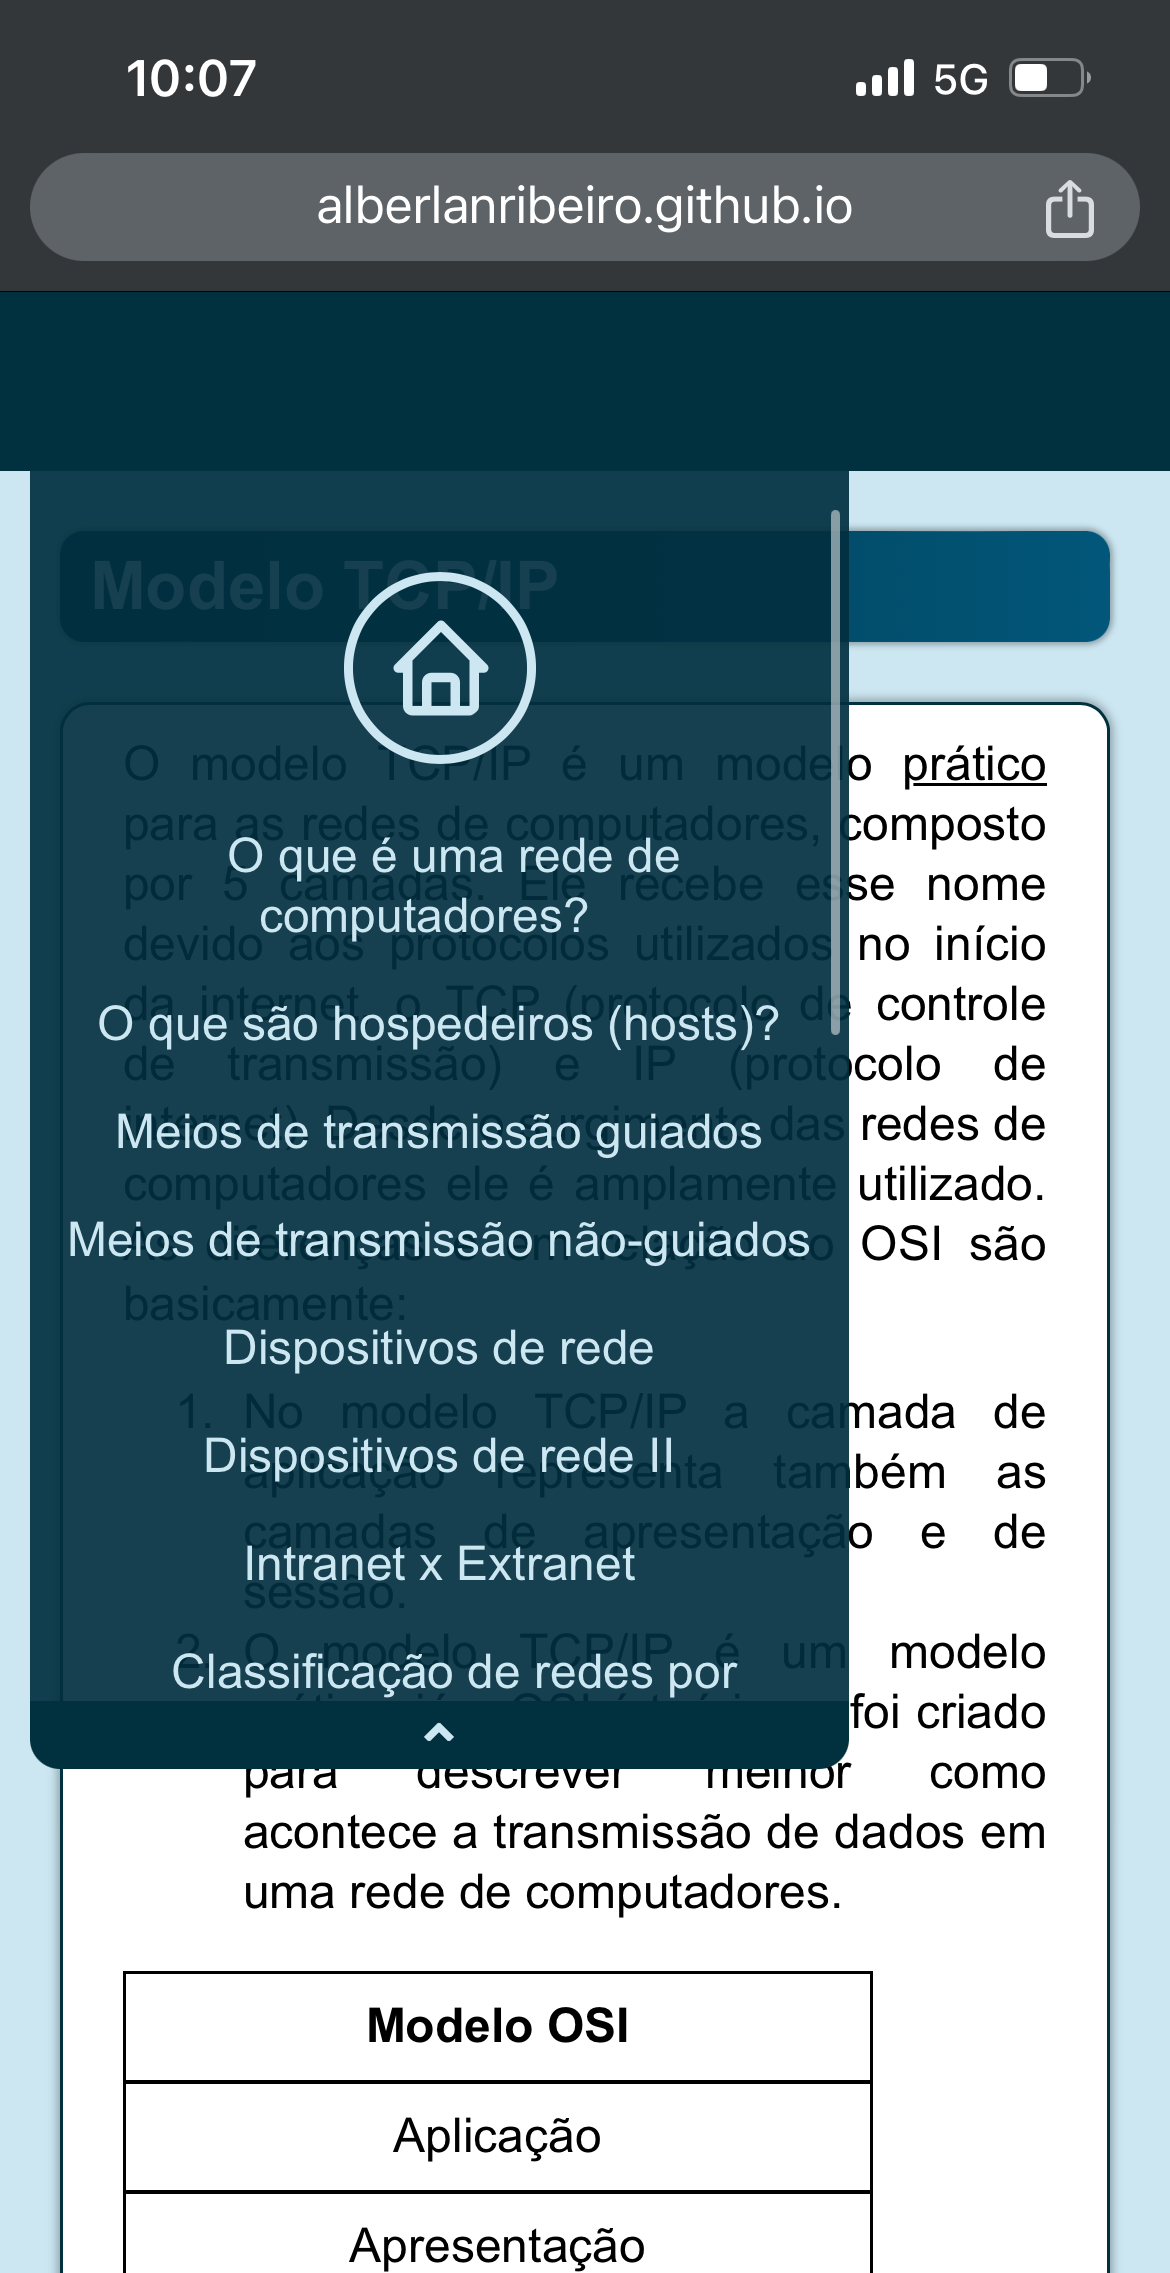 10:07
5G
alberlanribeiro.github.io
Modelo TCP/IP
O que é uma rede de
computadores?
O que são hospedeiros (hosts)?
Meios de transmissão guiados
Meios de transmissão não-guiados
Dispositivos de rede
Dispositivos de rede II
Intranet x Extranet
Classificação de redes por
O modelo TCP/IP é um modelo prático
para as redes de computadores, composto
por 5 camadas. Ele recebe esse nome
devido aos protocolos utilizados no início
da internet, o TCP (protocolo de controle
de transmissão) e IP (protocolo de
das redes de
computadores ele é amplamente utilizado.
OSI são
basicamente:
1. No modelo TCP/IP a camada de
aplicação representa também as
camadas de apresentação e de
sessão.
2. O modelo TCP/IP é um modelo
foi criado
para descrever melhor como
acontece a transmissão de dados em
uma rede de computadores.
Modelo OSI
Aplicação
Apresentação